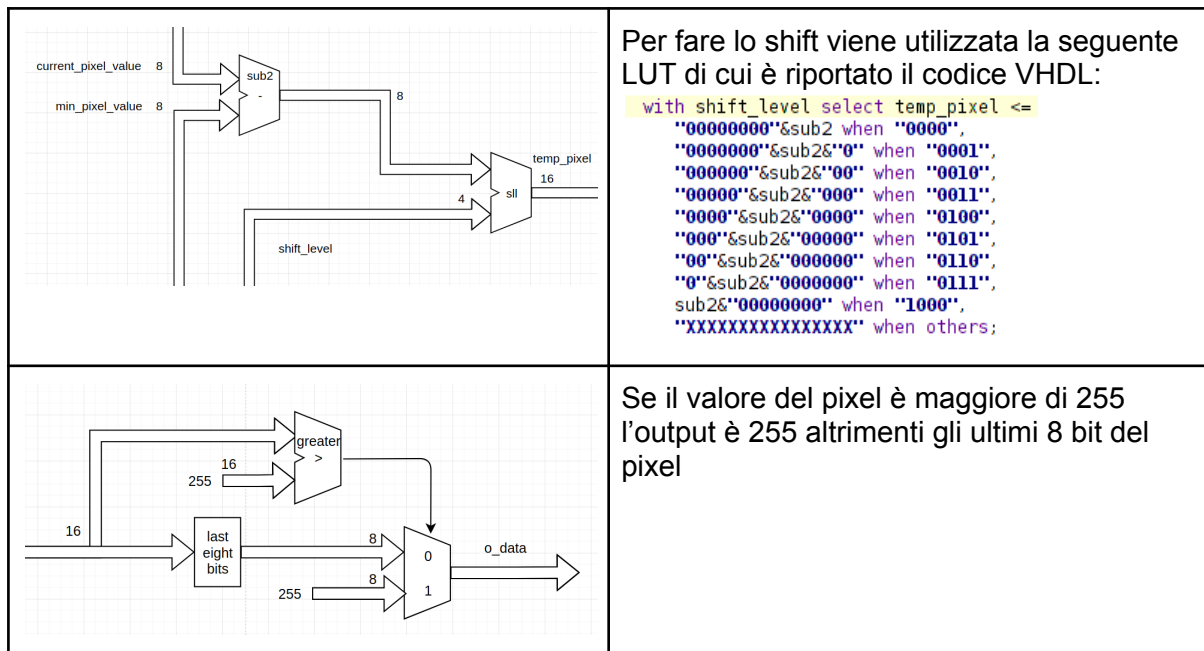 current_pixel_value 8
min_pixel_value 8
sub2
-
8
temp_pixel
16
sll
4
shift_level
Per fare lo shift viene utilizzata la seguente
LUT di cui è riportato il codice VHDL:
with shift_level select temp_pixel <=
"00000000"&sub2 when "0000",
"0000000"&sub2&"0" when "0001",
"000000"&sub2&"00" when "0010",
"00000"&sub2&"000" when "0011",
"0000"&sub2&"0000" when "0100",
"000"&sub2&"00000" when "0101",
"00"&sub2&"000000" when "0110",
"0"&sub2&"0000000" when "0111",
sub2&"00000000" when "1000",
"XXXXXXXXXXXXXXXX" when others;
greater
>
16
255
16
last
eight
bits
8
0
o_data
8
255
1
Se il valore del pixel è maggiore di 255
l'output è 255 altrimenti gli ultimi 8 bit del
pixel